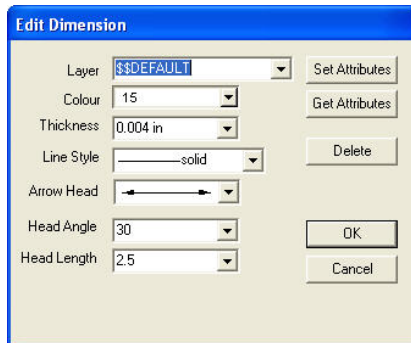 Edit Dimension
Layer $$DEFAULT Set Attributes
Colour 15 Get Attributes
Thickness 0.004 in
Line Style solid Delete
Arrow Head
Head Angle 30 OK
Head Length 2.5 Cancel